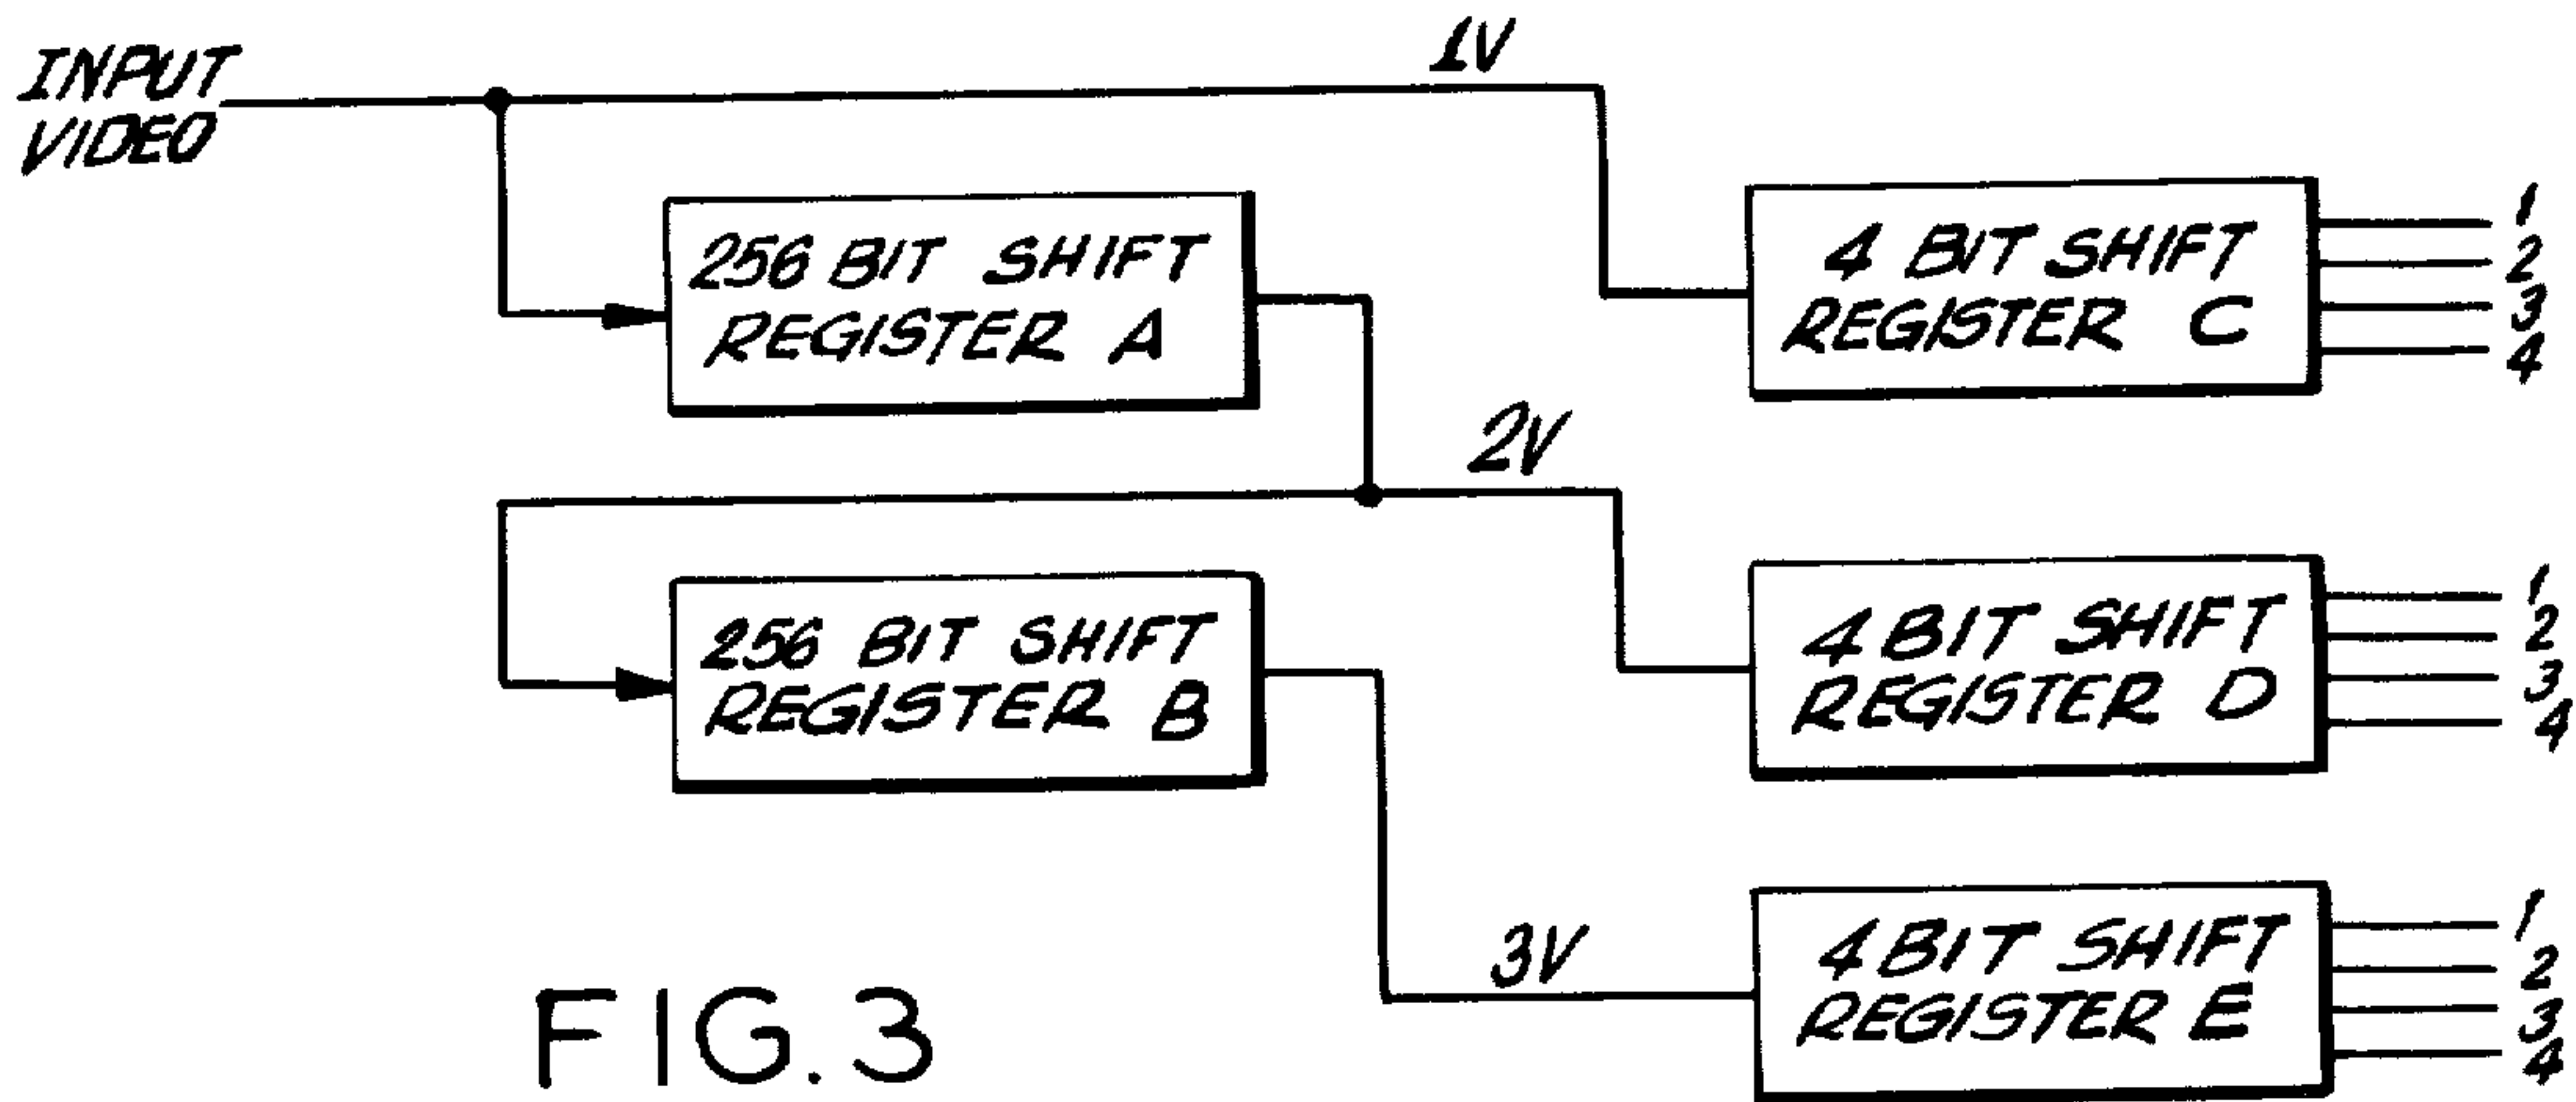 INPUT
VIDEO
1V
256 BIT SHIFT
REGISTER A
4 BIT SHIFT
REGISTER C
1
2
3
4
2V
256 BIT SHIFT
REGISTER B
4 BIT SHIFT
REGISTER D
1
2
3
4
3V
4 BIT SHIFT
REGISTER E
1
2
3
4
FIG.3